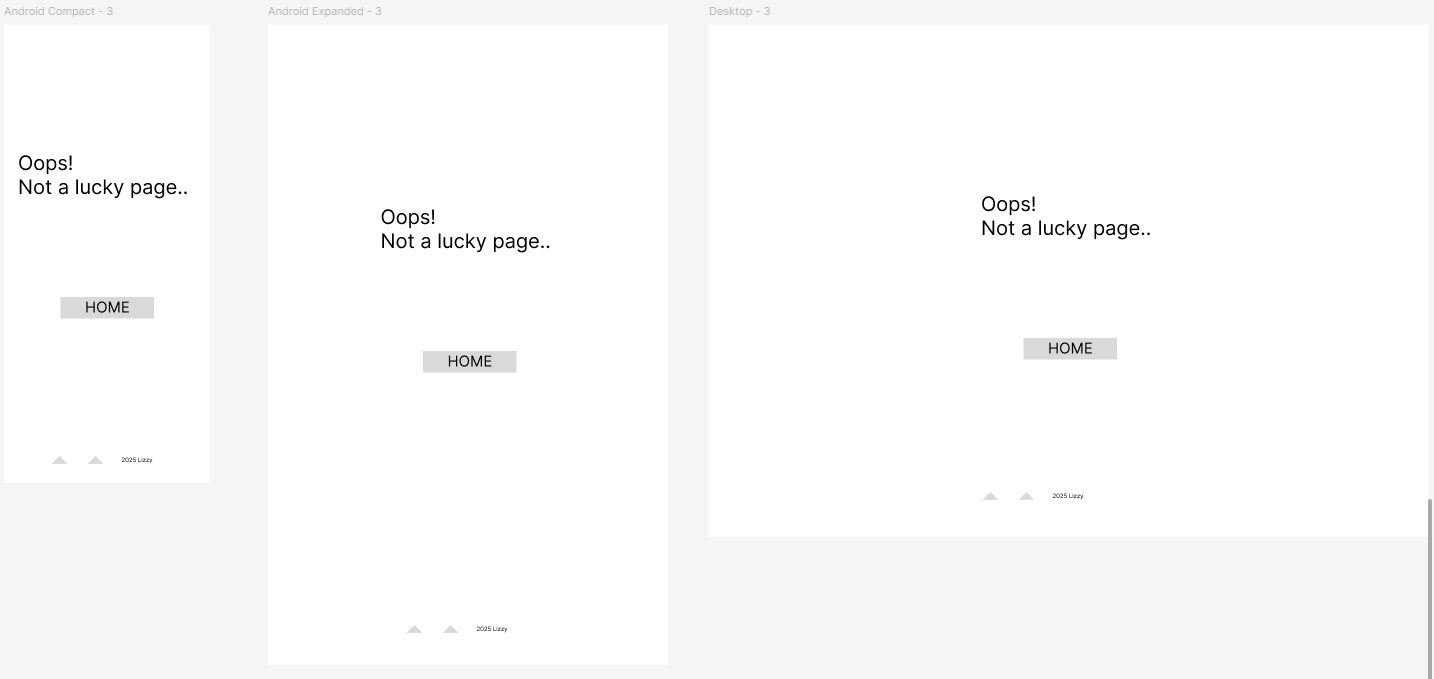 Android Compact - 3
Oops!
Not a lucky page..
HOME
2025 Lizzy
Android Expanded - 3
Oops!
Not a lucky page..
HOME
2025 Lizzy
Desktop - 3
Oops!
Not a lucky page..
HOME
2025 Lizzy